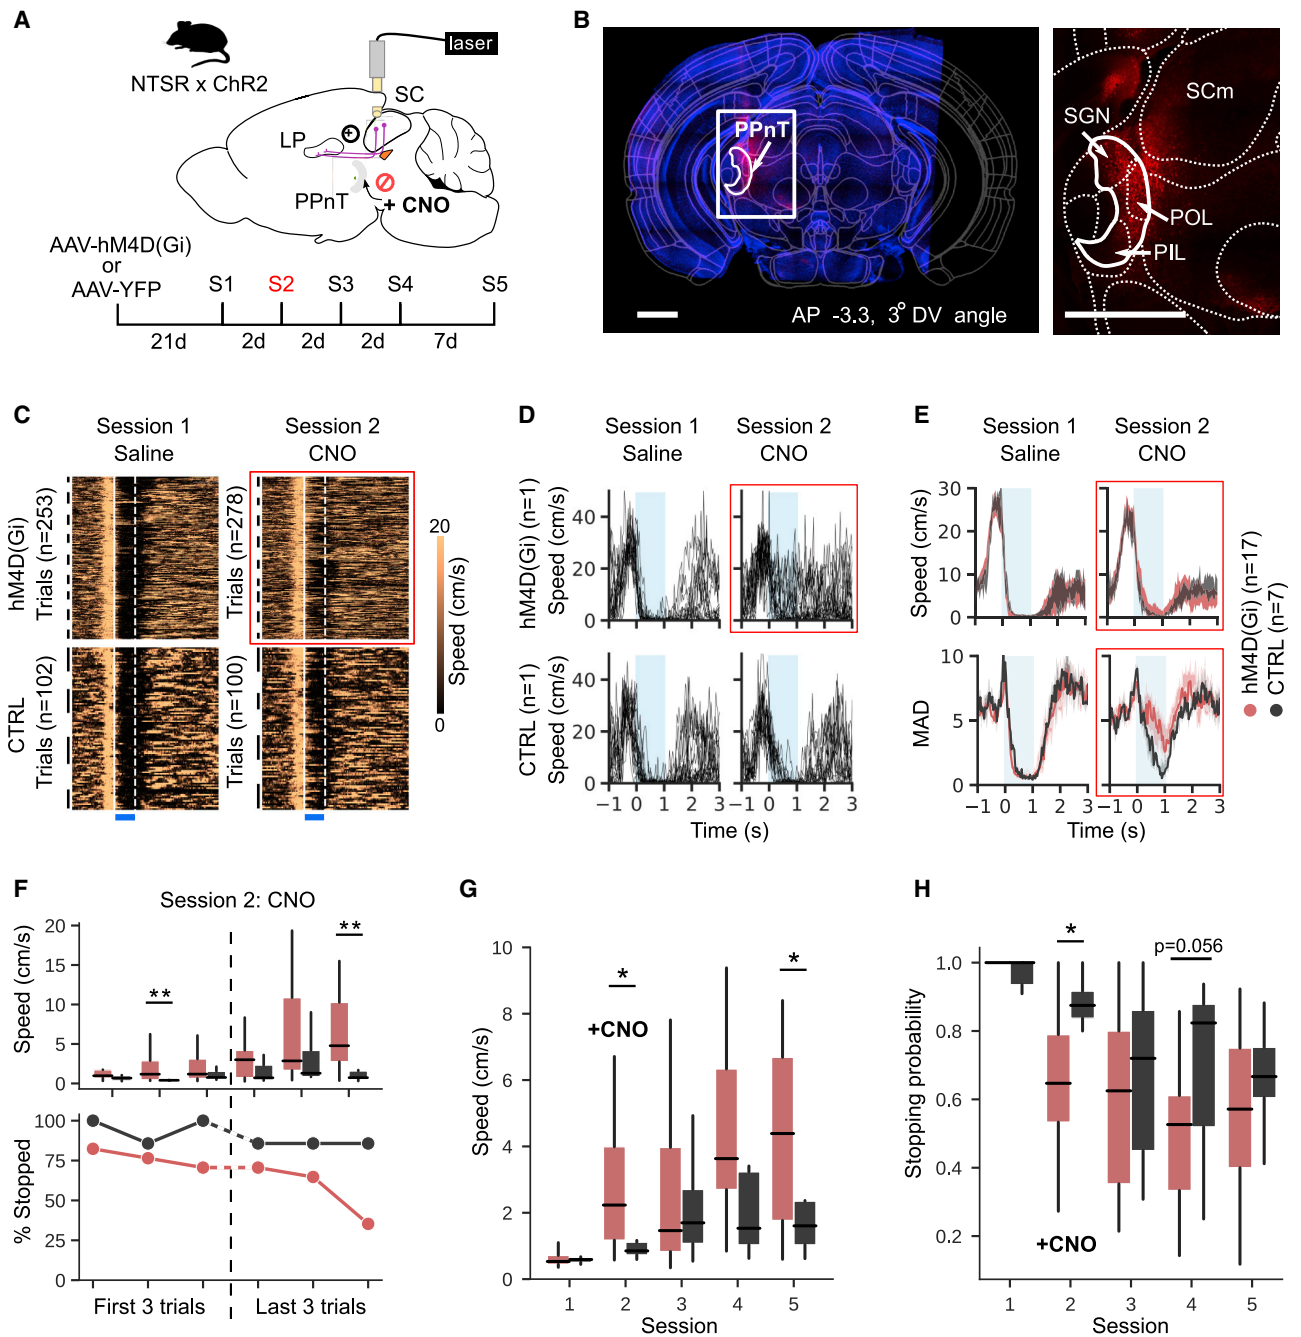 A
NTSR x ChR2
laser
SC
LP
PPnT
+ CNO
AAV-hM4D(Gi)
or
AAV-YFP
S1
S2
S3
S4
S5
21d
2d
2d
2d
7d
B
PPnT
AP -3.3, 3° DV angle
SCm
SGN
POL
PIL
C
Session 1
Saline
Session 2
CNO
hM4D(Gi)
Trials (n=253)
Trials (n=278)
CTRL
Trials (n=102)
Trials (n=100)
20
Speed (cm/s)
0
D
Session 1
Saline
Session 2
CNO
hM4D(Gi) (n=1)
Speed (cm/s)
40
20
0
CTRL (n=1)
Speed (cm/s)
40
20
0
−1 0 1 2 3
−1 0 1 2 3
Time (s)
E
Session 1
Saline
Session 2
CNO
Speed (cm/s)
30
20
10
0
MAD
10
5
0
−1 0 1 2 3
−1 0 1 2 3
Time (s)
hM4D(Gi) (n=17)
CTRL (n=7)
F
Session 2: CNO
Speed (cm/s)
20
15
10
5
0
**
**
% Stopped
100
75
50
25
0
First 3 trials
Last 3 trials
G
Speed (cm/s)
10
8
6
4
2
0
*
+CNO
*
1 2 3 4 5
Session
H
Stopping probability
1.0
0.8
0.6
0.4
0.2
*
p=0.056
+CNO
1 2 3 4 5
Session